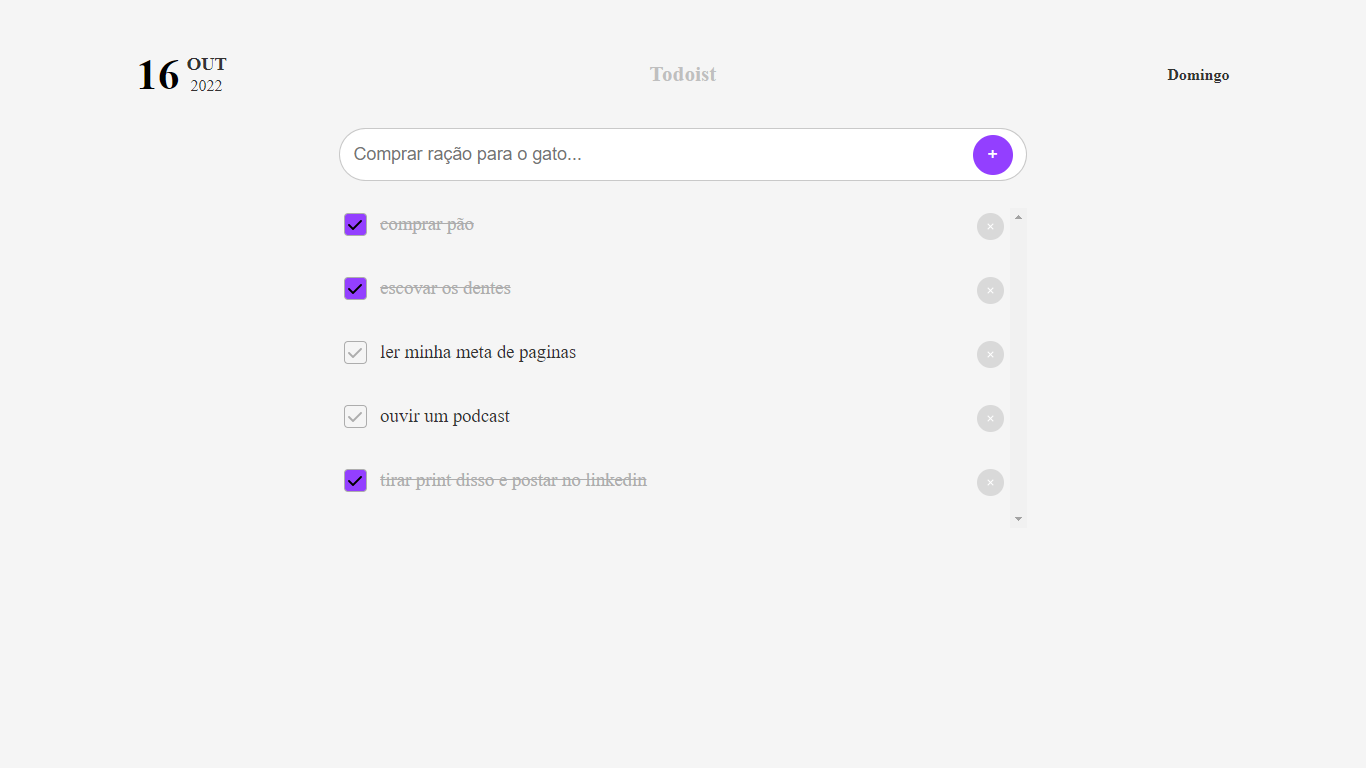 16 OUT
2022
Todoist
Domingo
Comprar ração para o gato...
+
comprar pão
×
escovar os dentes
×
ler minha meta de paginas
×
ouvir um podcast
×
tirar print disso e postar no linkedin
×